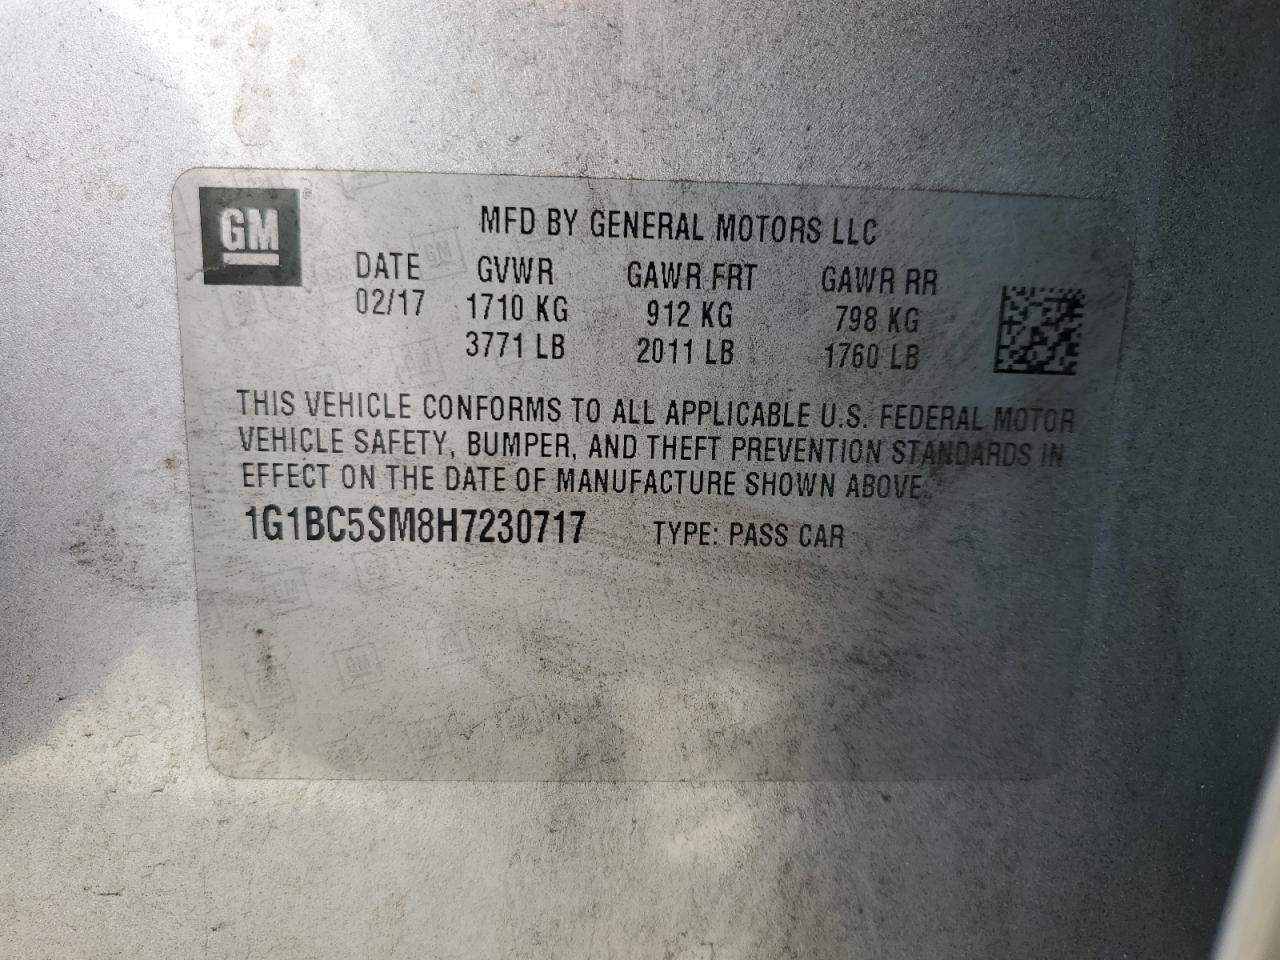 GM
MFD BY GENERAL MOTORS LLC
DATE GVWR GAWR FRT GAWR RR
02/17 1710 KG 912 KG 798 KG
3771 LB 2011 LB 1760 LB
THIS VEHICLE CONFORMS TO ALL APPLICABLE U.S. FEDERAL MOTOR
VEHICLE SAFETY, BUMPER, AND THEFT PREVENTION STANDARDS IN
EFFECT ON THE DATE OF MANUFACTURE SHOWN ABOVE.
1G1BC5SM8H7230717 TYPE: PASS CAR